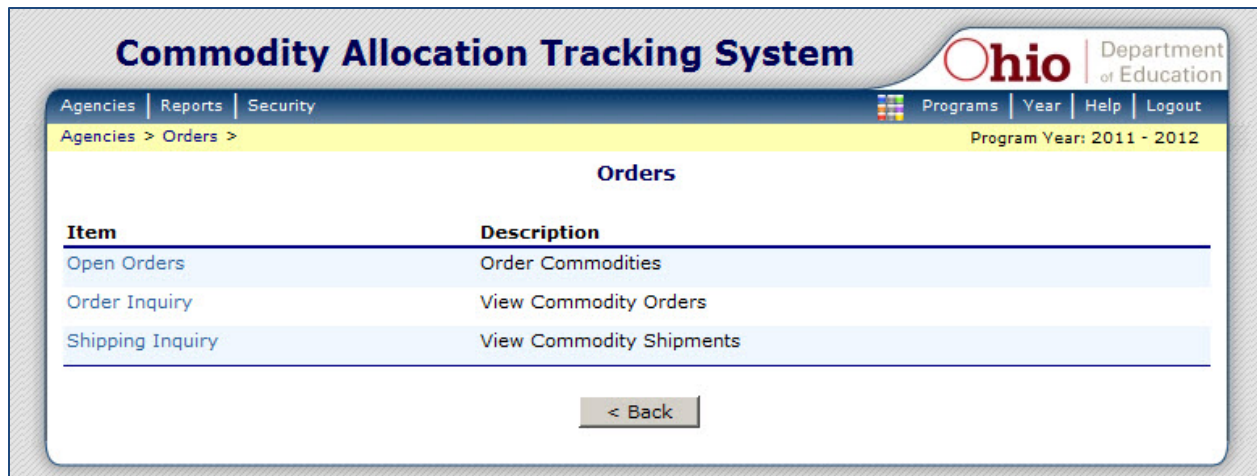 Commodity Allocation Tracking System
Ohio Department of Education
Agencies | Reports | Security Programs | Year | Help | Logout
Agencies > Orders > Program Year: 2011 - 2012
Orders
Item Description
Open Orders Order Commodities
Order Inquiry View Commodity Orders
Shipping Inquiry View Commodity Shipments
< Back